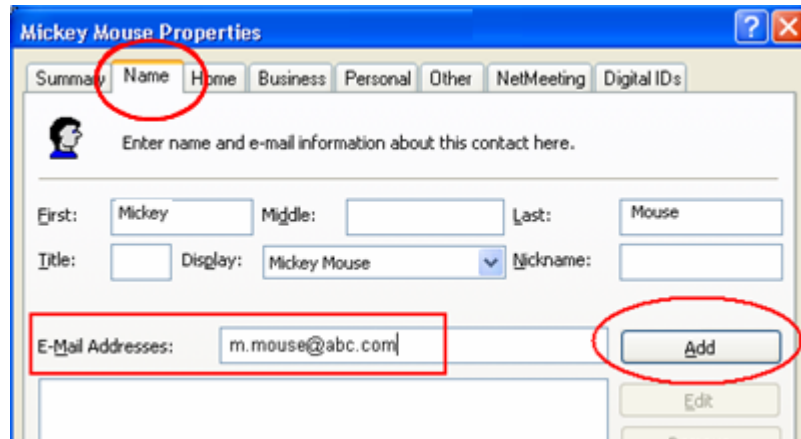 Mickey Mouse Properties
Summary Name Home Business Personal Other NetMeeting Digital IDs
Enter name and e-mail information about this contact here.
First: Mickey Middle: Last: Mouse
Title: Display: Mickey Mouse Nickname:
E-Mail Addresses: m.mouse@abc.com Add
Edit